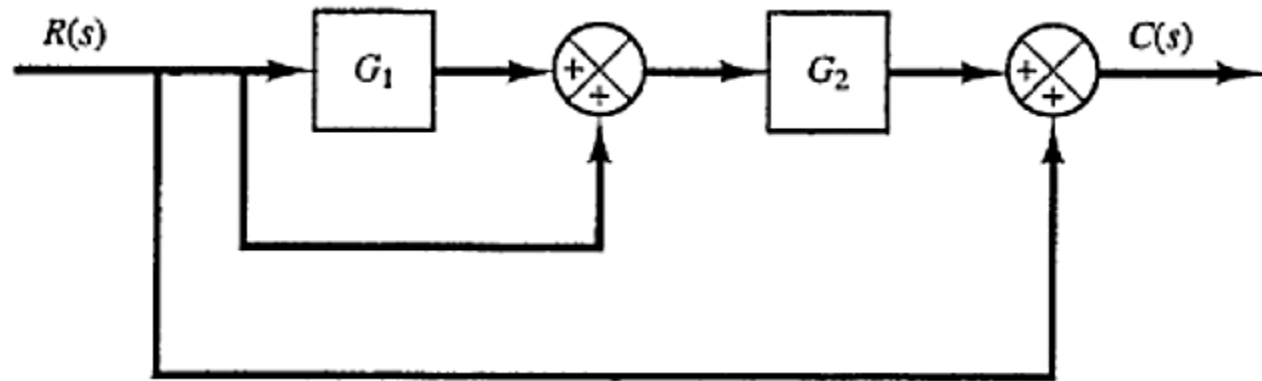 R(s)
G₁
+
+
G₂
+
+
C(s)